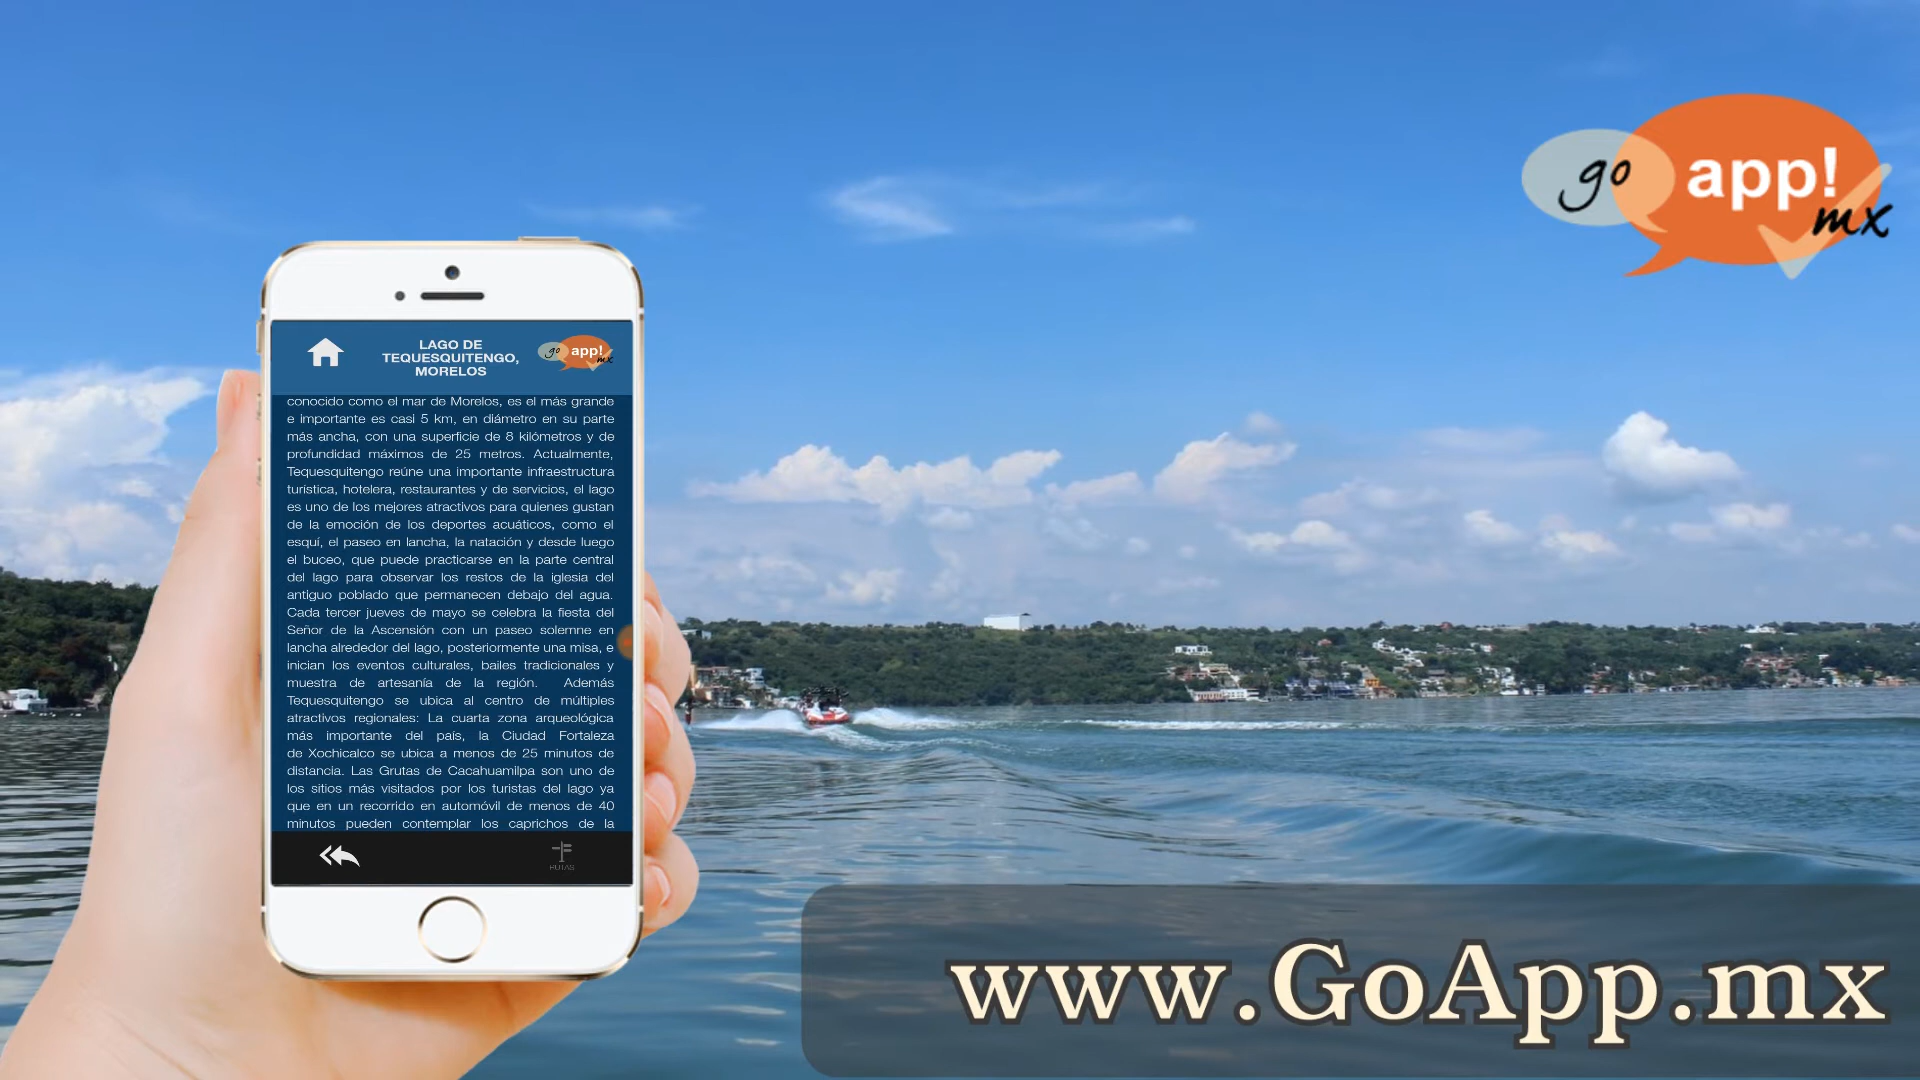 go app!
mx
LAGO DE
TEQUESQUITENGO,
MORELOS
go app!
mx
conocido como el mar de Morelos, es el más grande
e importante es casi 5 km, en diámetro en su parte
más ancha, con una superficie de 8 kilómetros y de
profundidad máximos de 25 metros. Actualmente,
Tequesquitengo reúne una importante infraestructura
turística, hotelera, restaurantes y de servicios, el lago
es uno de los mejores atractivos para quienes gustan
de la emoción de los deportes acuáticos, como el
esquí, el paseo en lancha, la natación y desde luego
el buceo, que puede practicarse en la parte central
del lago para observar los restos de la iglesia del
antiguo poblado que permanecen debajo del agua.
Cada tercer jueves de mayo se celebra la fiesta del
Señor de la Ascensión con un paseo solemne en
lancha alrededor del lago, posteriormente una misa, e
inician los eventos culturales, bailes tradicionales y
muestra de artesanía de la región. Además
Tequesquitengo se ubica al centro de múltiples
atractivos regionales: La cuarta zona arqueológica
más importante del país, la Ciudad Fortaleza
de Xochicalco se ubica a menos de 25 minutos de
distancia. Las Grutas de Cacahuamilpa son uno de
los sitios más visitados por los turistas del lago ya
que en un recorrido en automóvil de menos de 40
minutos pueden contemplar los caprichos de la
RUTAS
www.GoApp.mx